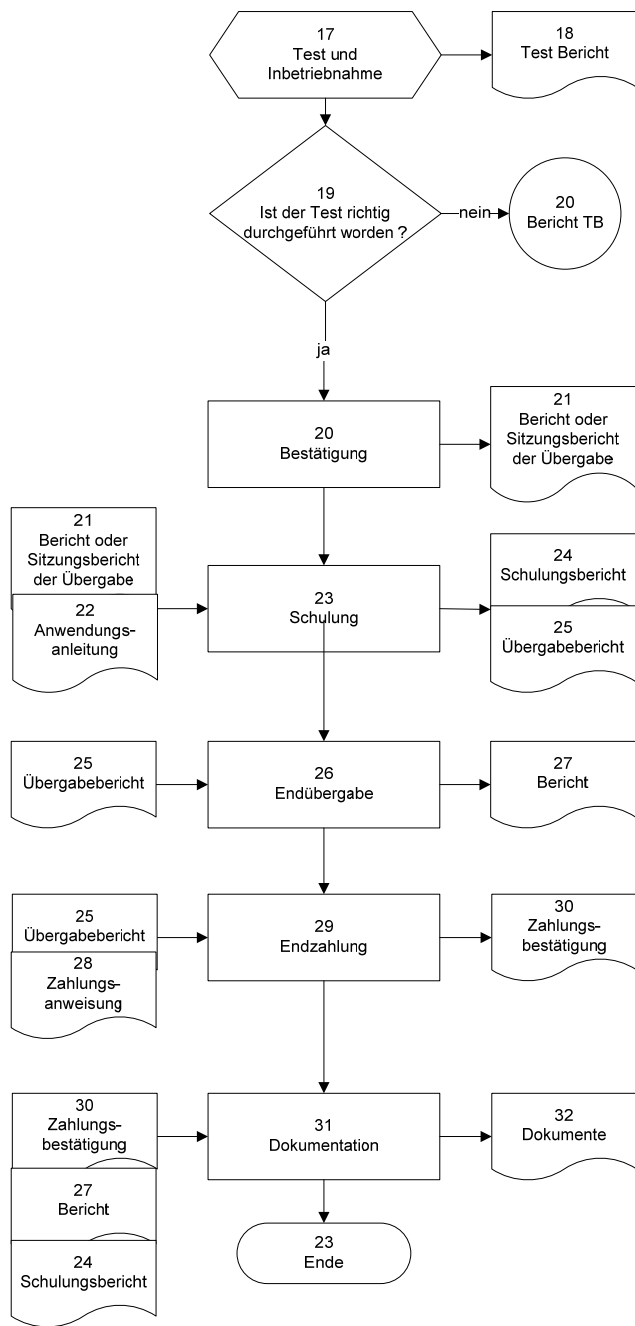 17
Test und
Inbetriebnahme
18
Test Bericht
19
Ist der Test richtig
durchgeführt worden ?
nein
20
Bericht TB
ja
20
Bestätigung
21
Bericht oder
Sitzungsbericht
der Übergabe
21
Bericht oder
Sitzungsbericht
der Übergabe
22
Anwendungs-
anleitung
23
Schulung
24
Schulungsbericht
25
Übergabebericht
25
Übergabebericht
26
Endübergabe
27
Bericht
25
Übergabebericht
28
Zahlungs-
anweisung
29
Endzahlung
30
Zahlungs-
bestätigung
30
Zahlungs-
bestätigung
27
Bericht
24
Schulungsbericht
31
Dokumentation
32
Dokumente
23
Ende